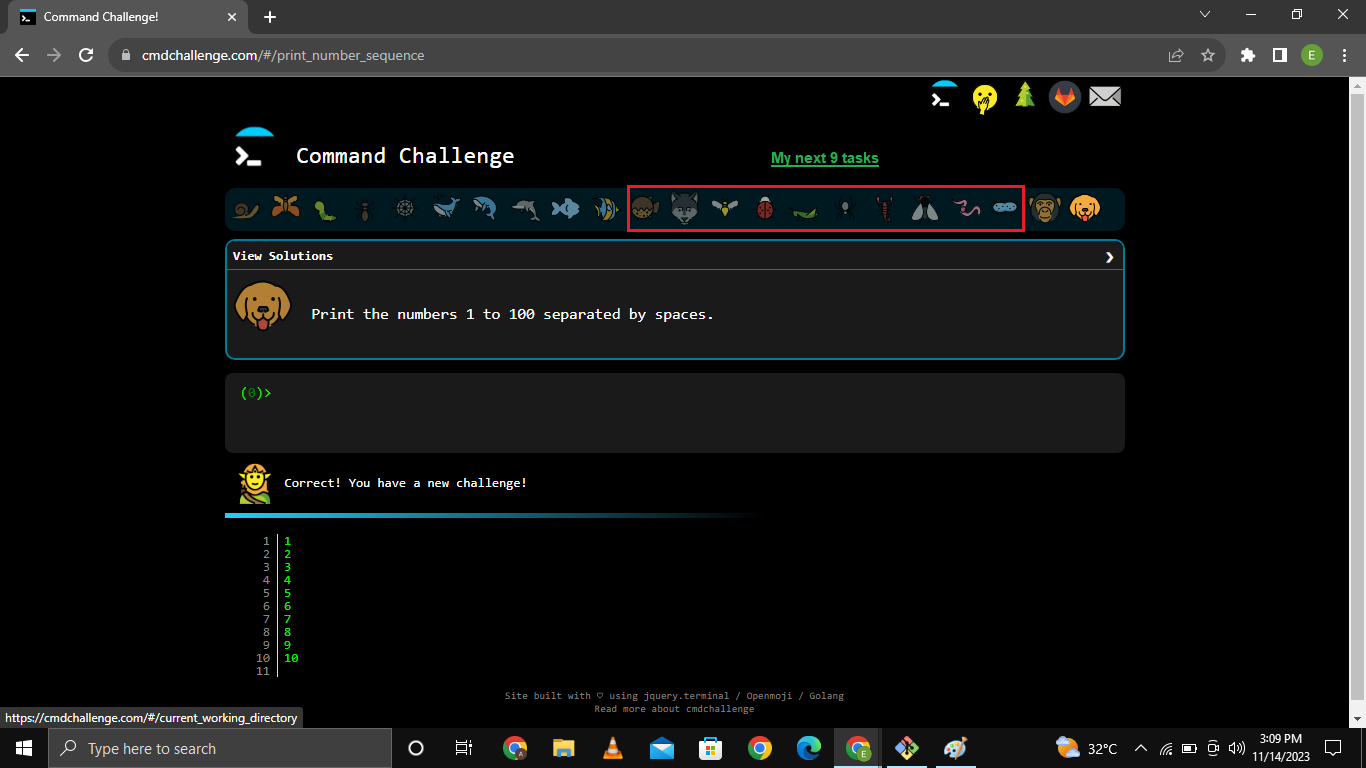 Command Challenge!
cmdchallenge.com/#/print_number_sequence
E
Command Challenge
My next 9 tasks
View Solutions
Print the numbers 1 to 100 separated by spaces.
(0)>
Correct! You have a new challenge!
1 1
2 2
3 3
4 4
5 5
6 6
7 7
8 8
9 9
10 10
11
Site built with ♡ using jquery.terminal / Openmoji / Golang
Read more about cmdchallenge
https://cmdchallenge.com/#/current_working_directory
Type here to search
A
E
32°C
3:09 PM
11/14/2023